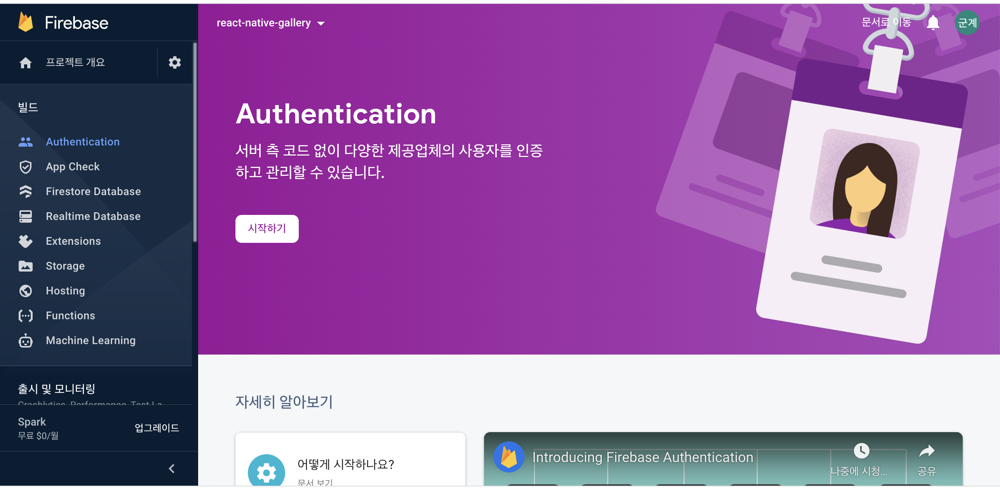 Firebase
react-native-gallery
문서로 이동
군계
프로젝트 개요
빌드
Authentication
App Check
Firestore Database
Realtime Database
Extensions
Storage
Hosting
Functions
Machine Learning
출시 및 모니터링
Crashlytics, Performance, Test La...
Spark
무료 $0/월
업그레이드
Authentication
서버 측 코드 없이 다양한 제공업체의 사용자를 인증
하고 관리할 수 있습니다.
시작하기
자세히 알아보기
어떻게 시작하나요?
문서 보기
Introducing Firebase Authentication
나중에 시청...
공유